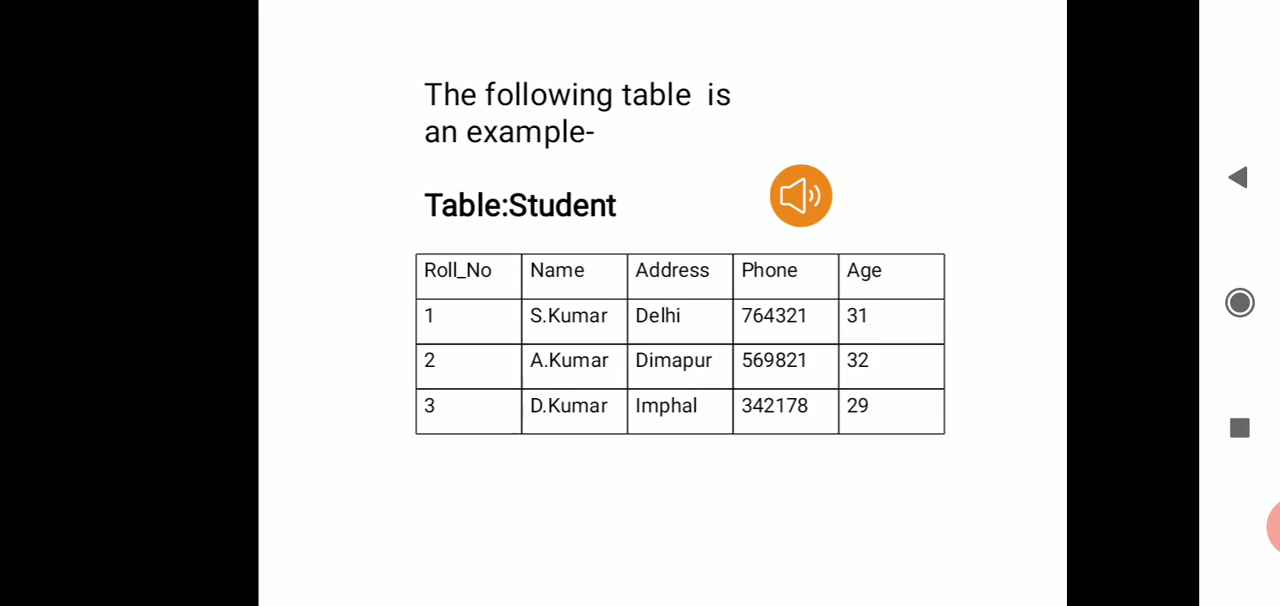 The following table is
an example-
Table:Student
Roll_No Name Address Phone Age
1 S.Kumar Delhi 764321 31
2 A.Kumar Dimapur 569821 32
3 D.Kumar Imphal 342178 29